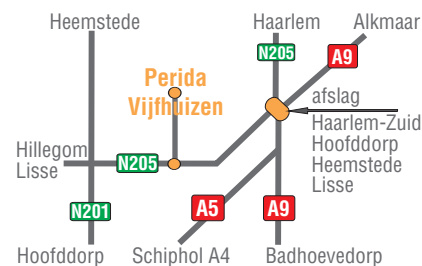 Heemstede
Haarlem
Alkmaar
N205
A9
Perida
Vijfhuizen
afslag
Haarlem-Zuid
Hoofddorp
Heemstede
Lisse
Hillegom
Lisse
N205
N201
A5
A9
Hoofddorp
Schiphol A4
Badhoevedorp